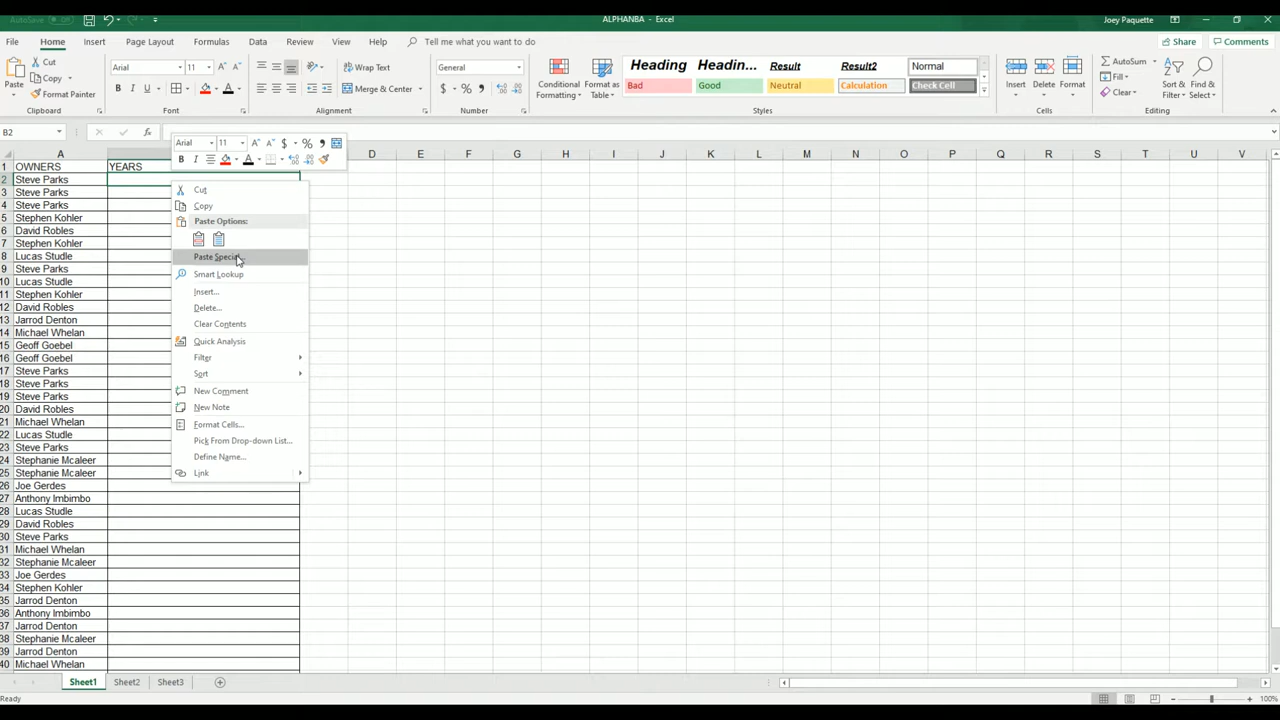 AutoSave Off
ALPHANBA - Excel
Joey Paquette
File Home Insert Page Layout Formulas Data Review View Help Tell me what you want to do Share Comments
Cut
Copy
Format Painter
Paste
Clipboard
Arial 11
B I U
Font
Wrap Text
Merge & Center
Alignment
General
$ % ,
Number
Conditional Formatting
Format as Table
Heading Headin... Result Result2 Normal
Bad Good Neutral Calculation Check Cell
Styles
Insert Delete Format
Cells
AutoSum
Fill
Clear
Sort & Filter
Find & Select
Editing
B2
fx
Arial 11 A A $ % ,
B I A
A D E F G H I J K L M N O P Q R S T U V
1 OWNERS YEARS
2 Steve Parks
3 Steve Parks
4 Steve Parks
5 Stephen Kohler
6 David Robles
7 Stephen Kohler
8 Lucas Studle
9 Steve Parks
10 Lucas Studle
11 Stephen Kohler
12 David Robles
13 Jarrod Denton
14 Michael Whelan
15 Geoff Goebel
16 Geoff Goebel
17 Steve Parks
18 Steve Parks
19 Steve Parks
20 David Robles
21 Michael Whelan
22 Lucas Studle
23 Steve Parks
24 Stephanie Mcaleer
25 Stephanie Mcaleer
26 Joe Gerdes
27 Anthony Imbimbo
28 Lucas Studle
29 David Robles
30 Steve Parks
31 Michael Whelan
32 Stephanie Mcaleer
33 Joe Gerdes
34 Stephen Kohler
35 Jarrod Denton
36 Anthony Imbimbo
37 Jarrod Denton
38 Stephanie Mcaleer
39 Jarrod Denton
40 Michael Whelan
Cut
Copy
Paste Options:
Paste Special...
Smart Lookup
Insert...
Delete...
Clear Contents
Quick Analysis
Filter
Sort
New Comment
New Note
Format Cells...
Pick From Drop-down List...
Define Name...
Link
Sheet1 Sheet2 Sheet3
Ready
100%